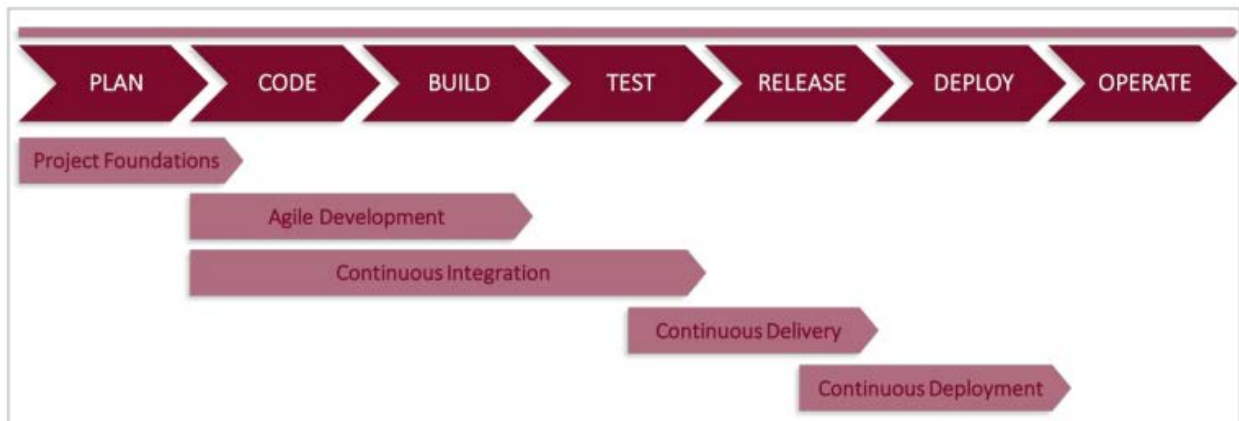 PLAN CODE BUILD TEST RELEASE DEPLOY OPERATE
Project Foundations
Agile Development
Continuous Integration
Continuous Delivery
Continuous Deployment